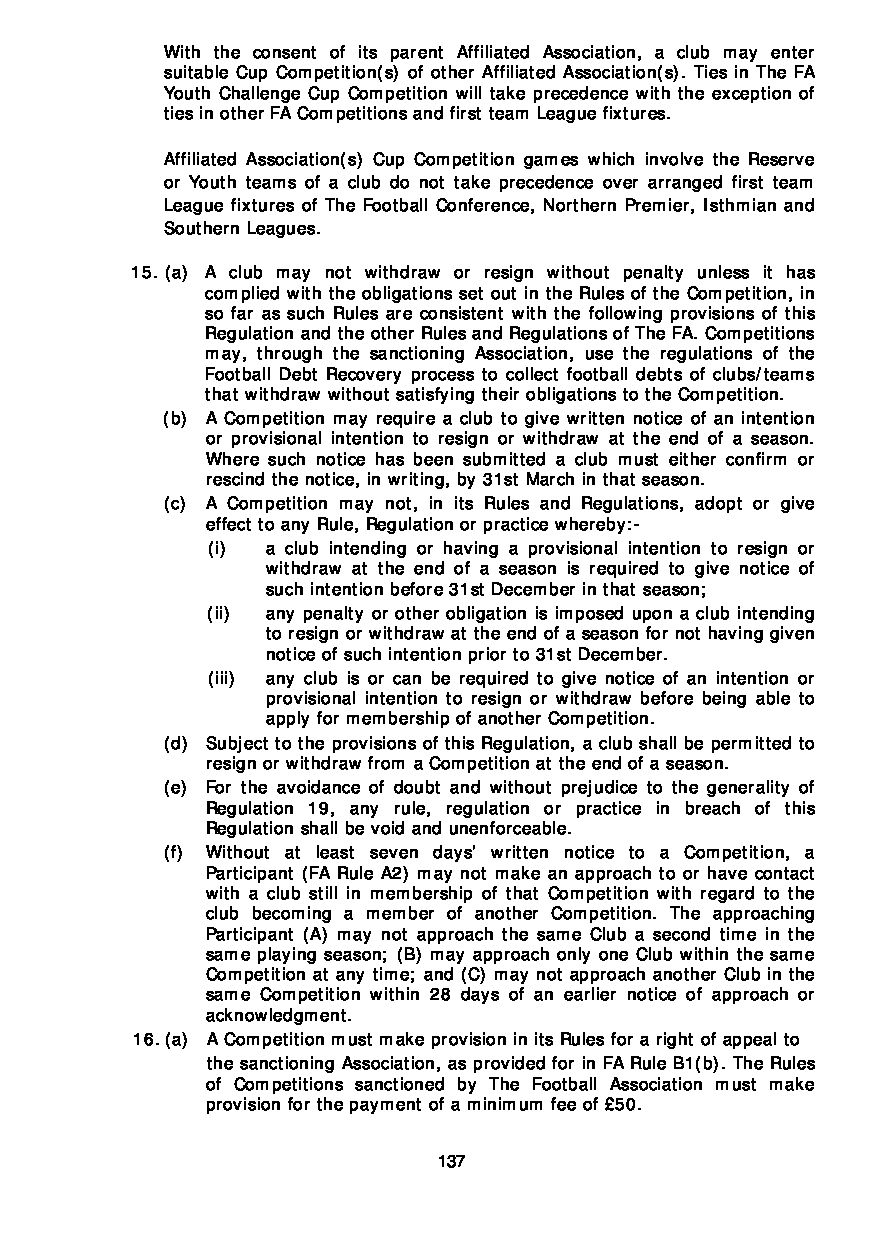 With the consent of its parent Affiliated Association, a club may enter
suitable Cup Competition(s) of other Affiliated Association(s). Ties in The FA
Youth Challenge Cup Competition will take precedence with the exception of
ties in other FA Competitions and first team League fixtures.
Affiliated Association(s) Cup Competition games which involve the Reserve
or Youth teams of a club do not take precedence over arranged first team
League fixtures of The Football Conference, Northern Premier, Isthmian and
Southern Leagues.
15. (a) A club may not withdraw or resign without penalty unless it has
complied with the obligations set out in the Rules of the Competition, in
so far as such Rules are consistent with the following provisions of this
Regulation and the other Rules and Regulations of The FA. Competitions
may, through the sanctioning Association, use the regulations of the
Football Debt Recovery process to collect football debts of clubs/teams
that withdraw without satisfying their obligations to the Competition.
(b) A Competition may require a club to give written notice of an intention
or provisional intention to resign or withdraw at the end of a season.
Where such notice has been submitted a club must either confirm or
rescind the notice, in writing, by 31st March in that season.
(c) A Competition may not, in its Rules and Regulations, adopt or give
effect to any Rule, Regulation or practice whereby:-
(i) a club intending or having a provisional intention to resign or
withdraw at the end of a season is required to give notice of
such intention before 31st December in that season;
(ii) any penalty or other obligation is imposed upon a club intending
to resign or withdraw at the end of a season for not having given
notice of such intention prior to 31st December.
(iii) any club is or can be required to give notice of an intention or
provisional intention to resign or withdraw before being able to
apply for membership of another Competition.
(d) Subject to the provisions of this Regulation, a club shall be permitted to
resign or withdraw from a Competition at the end of a season.
(e) For the avoidance of doubt and without prejudice to the generality of
Regulation 19, any rule, regulation or practice in breach of this
Regulation shall be void and unenforceable.
(f) Without at least seven days' written notice to a Competition, a
Participant (FA Rule A2) may not make an approach to or have contact
with a club still in membership of that Competition with regard to the
club becoming a member of another Competition. The approaching
Participant (A) may not approach the same Club a second time in the
same playing season; (B) may approach only one Club within the same
Competition at any time; and (C) may not approach another Club in the
same Competition within 28 days of an earlier notice of approach or
acknowledgment.
16. (a) A Competition must make provision in its Rules for a right of appeal to
the sanctioning Association, as provided for in FA Rule B1(b). The Rules
of Competitions sanctioned by The Football Association must make
provision for the payment of a minimum fee of £50.
137